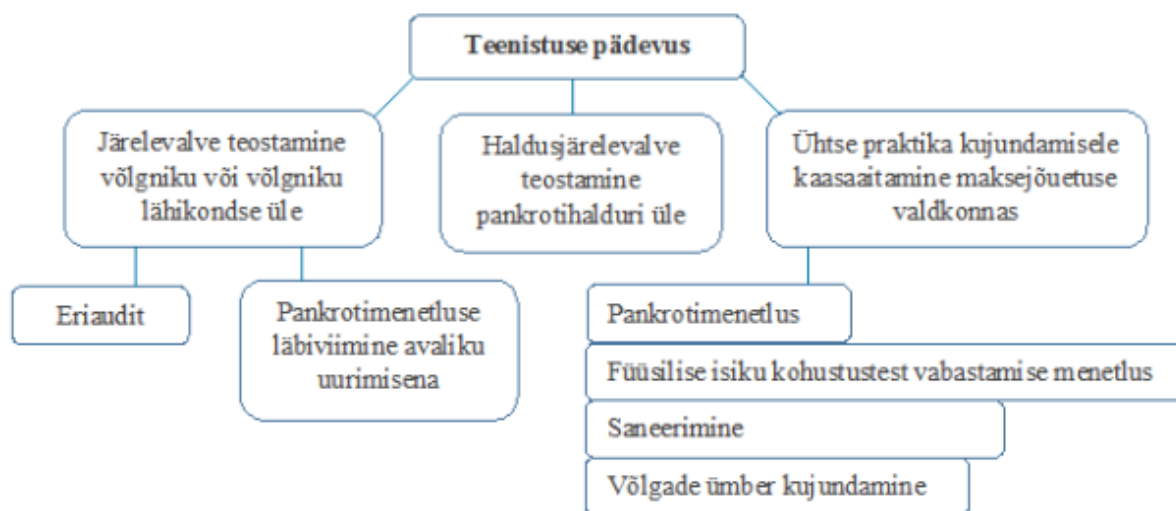 Teenistuse pädevus
Järelevalve teostamine
võlgniku või võlgniku
lähikondse üle
Haldusjärelevalve
teostamine
pankrotihalduri üle
Ühtse praktika kujundamisele
kaasaaitamine maksejõuetuse
valdkonnas
Eriaudit
Pankrotimenetluse
läbiviimine avaliku
uurimisena
Pankrotimenetlus
Füüsilise isiku kohustustest vabastamise menetlus
Saneerimine
Võlgade ümber kujundamine